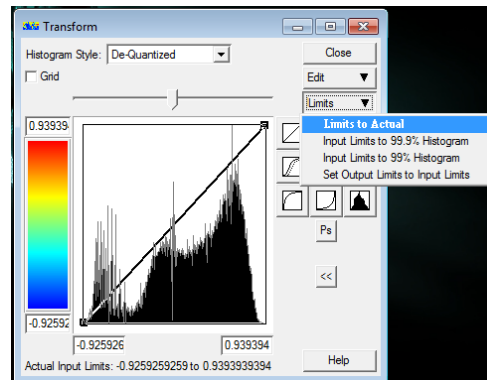 Transform
Histogram Style: De-Quantized
Close
Grid
Edit
Limits
Limits to Actual
Input Limits to 99.9% Histogram
Input Limits to 99% Histogram
Set Output Limits to Input Limits
0.93939
Ps
<<
-0.92592
-0.925926 0.939394
Actual Input Limits: -0.9259259259 to 0.9393939394
Help